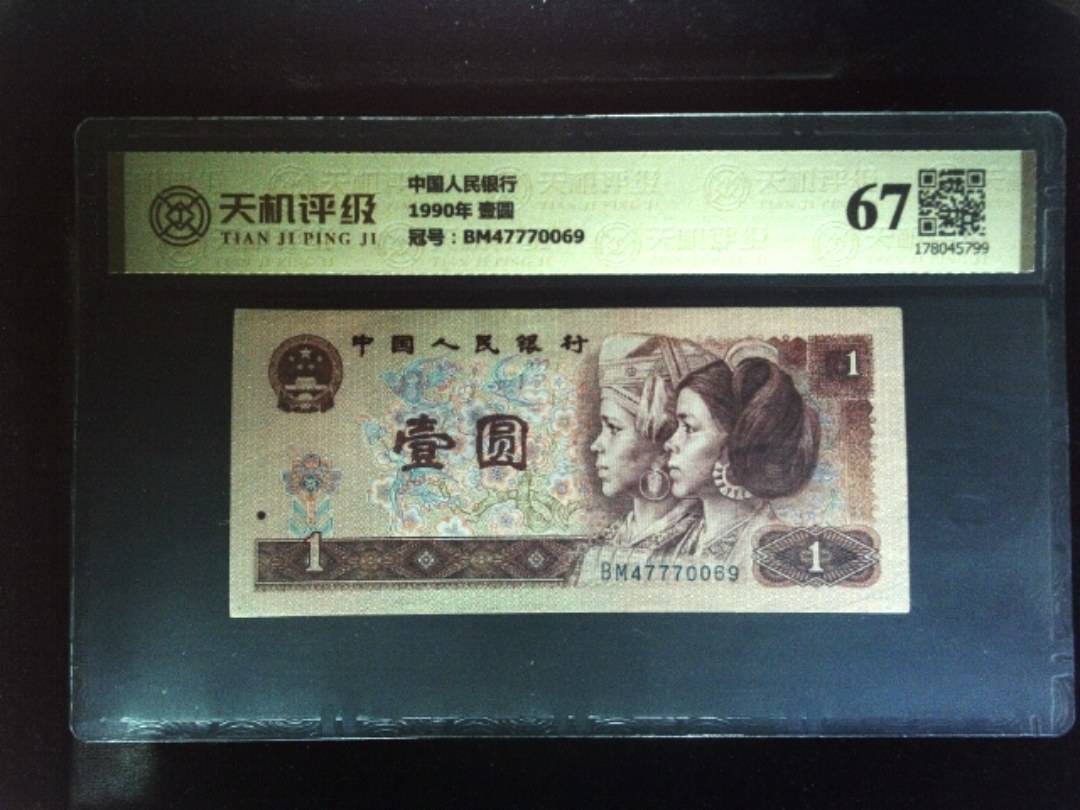 天机评级
TIAN JI PING JI
中国人民银行
1990年 壹圆
冠号：BM47770069
67
178045799
中国人民银行
1
壹圆
1
BM47770069
1